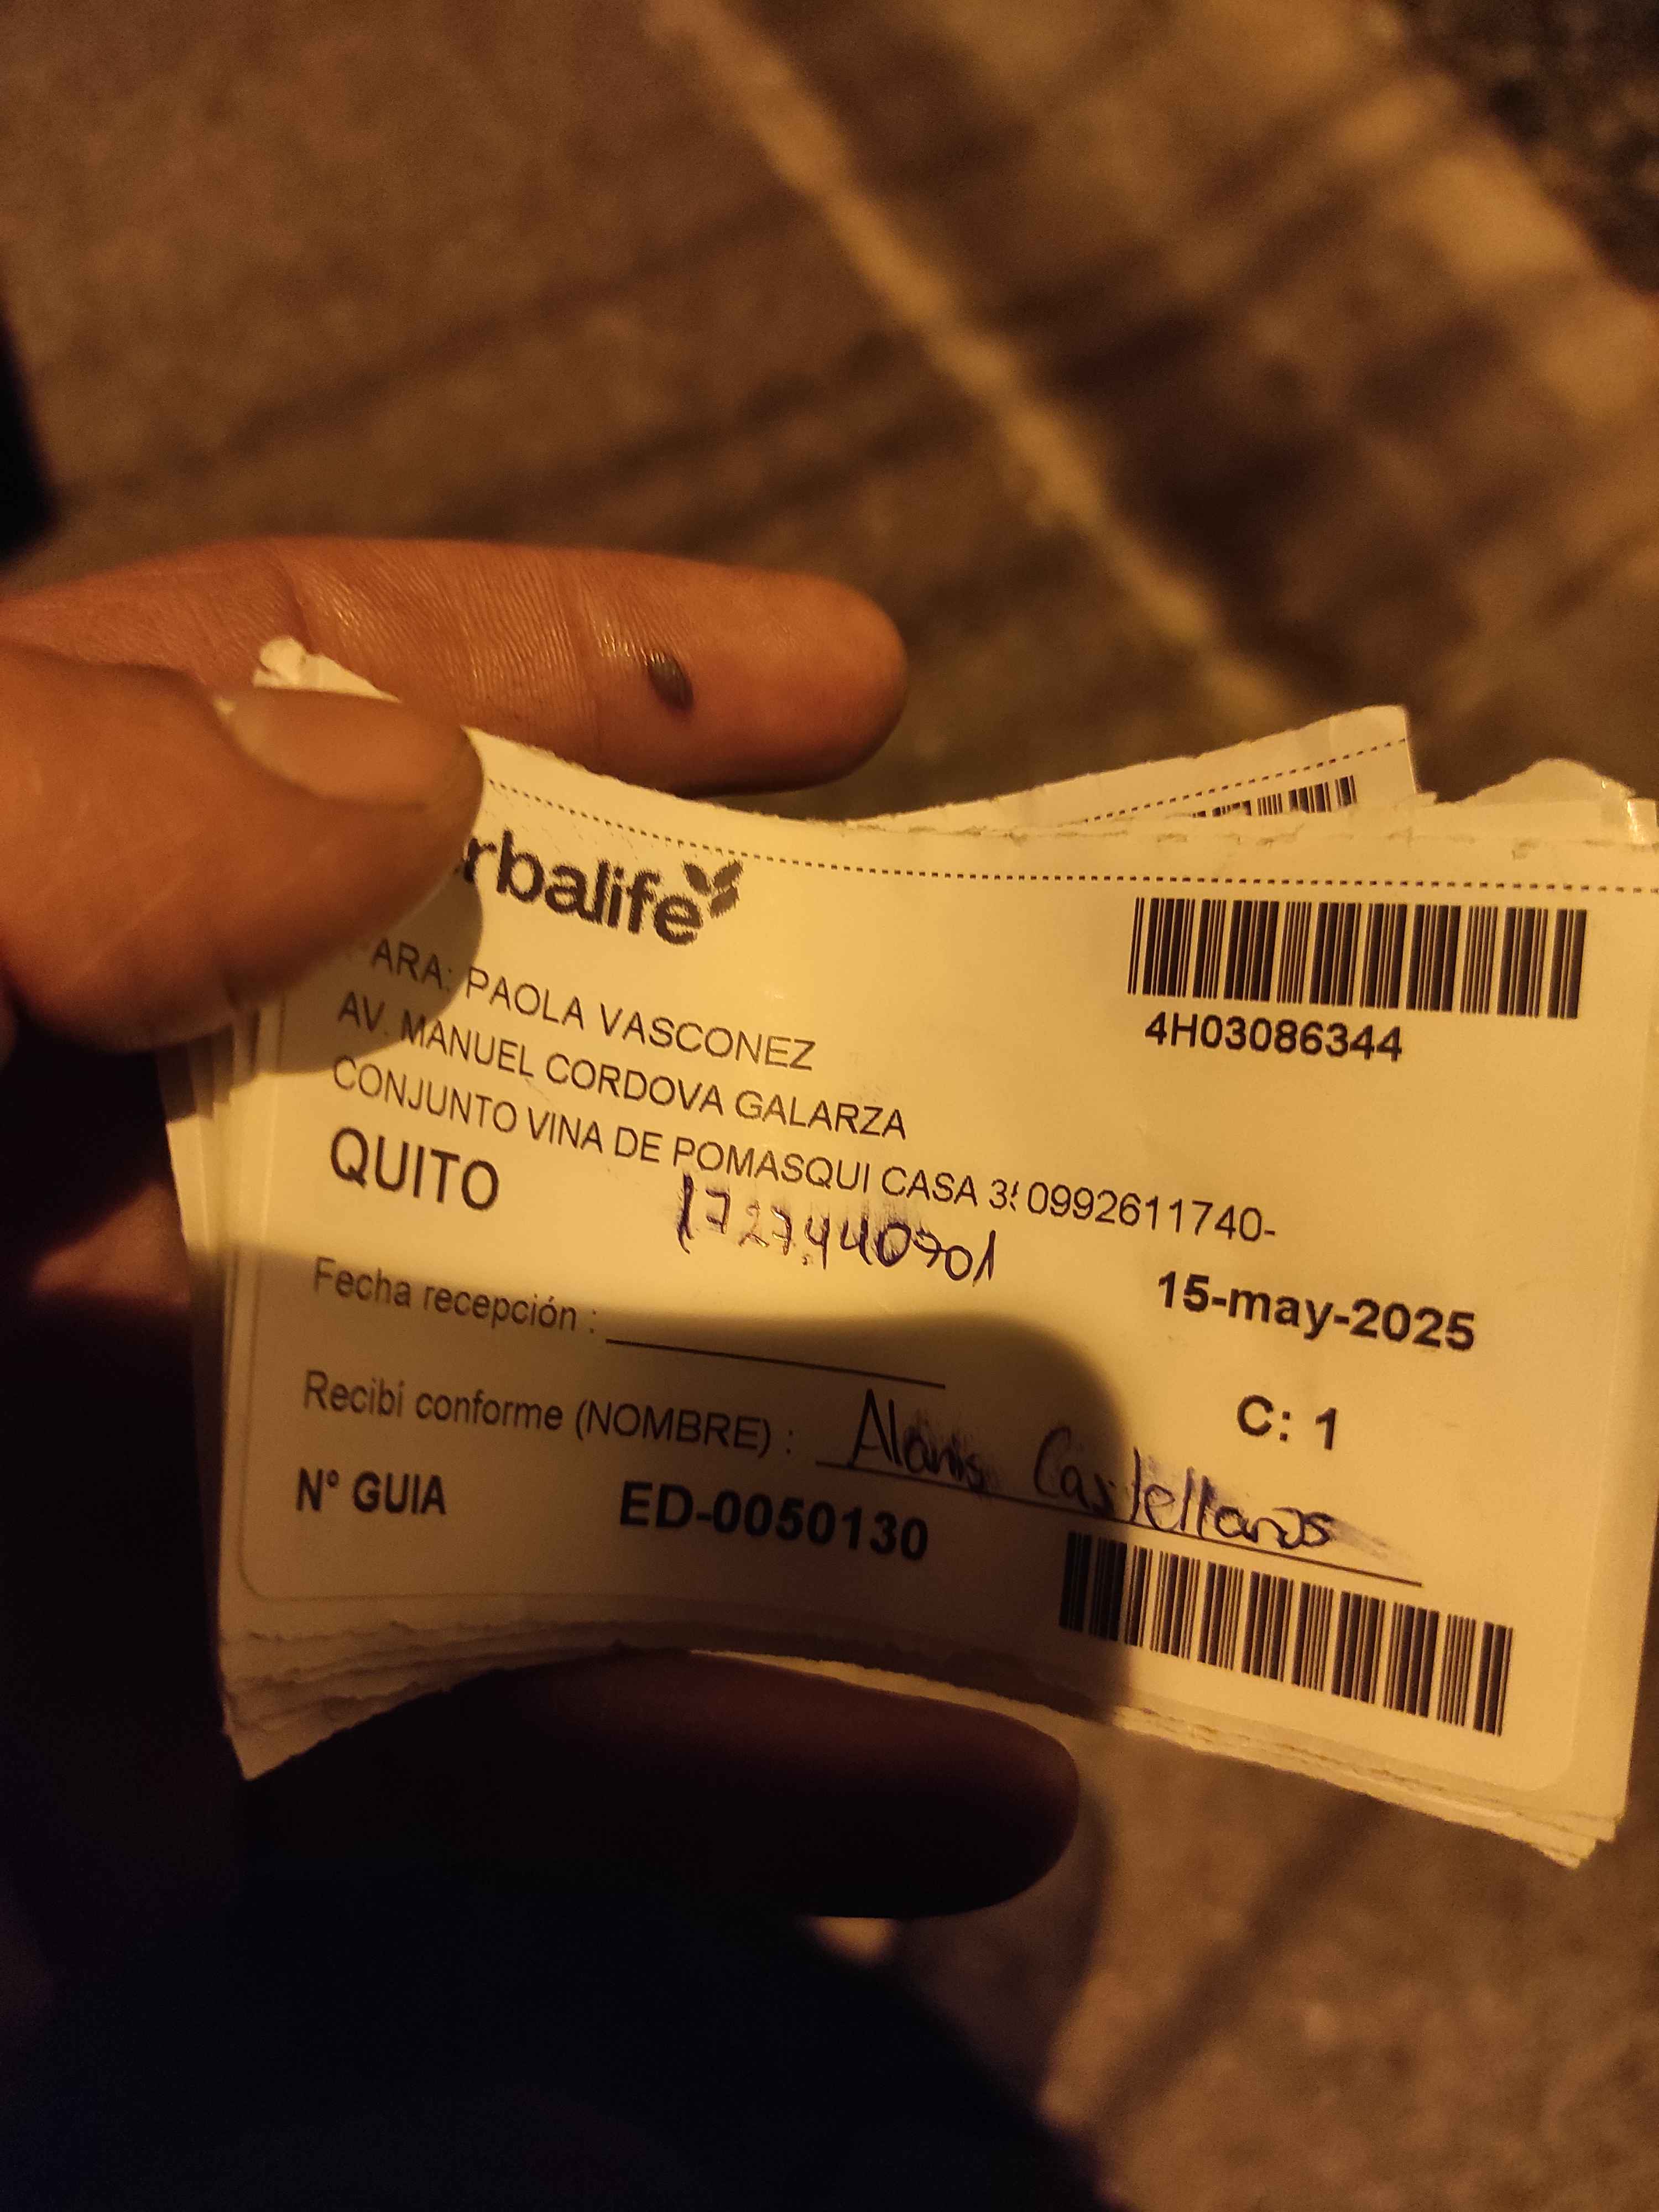 rbalife
4H03086344
ARA: PAOLA VASCONEZ
AV. MANUEL CORDOVA GALARZA
CONJUNTO VINA DE POMASQUI CASA 3 0992611740-
QUITO
15-may-2025
Fecha recepción :
C: 1
Recibí conforme (NOMBRE) : Alanis Castellanos
N° GUIA ED-0050130